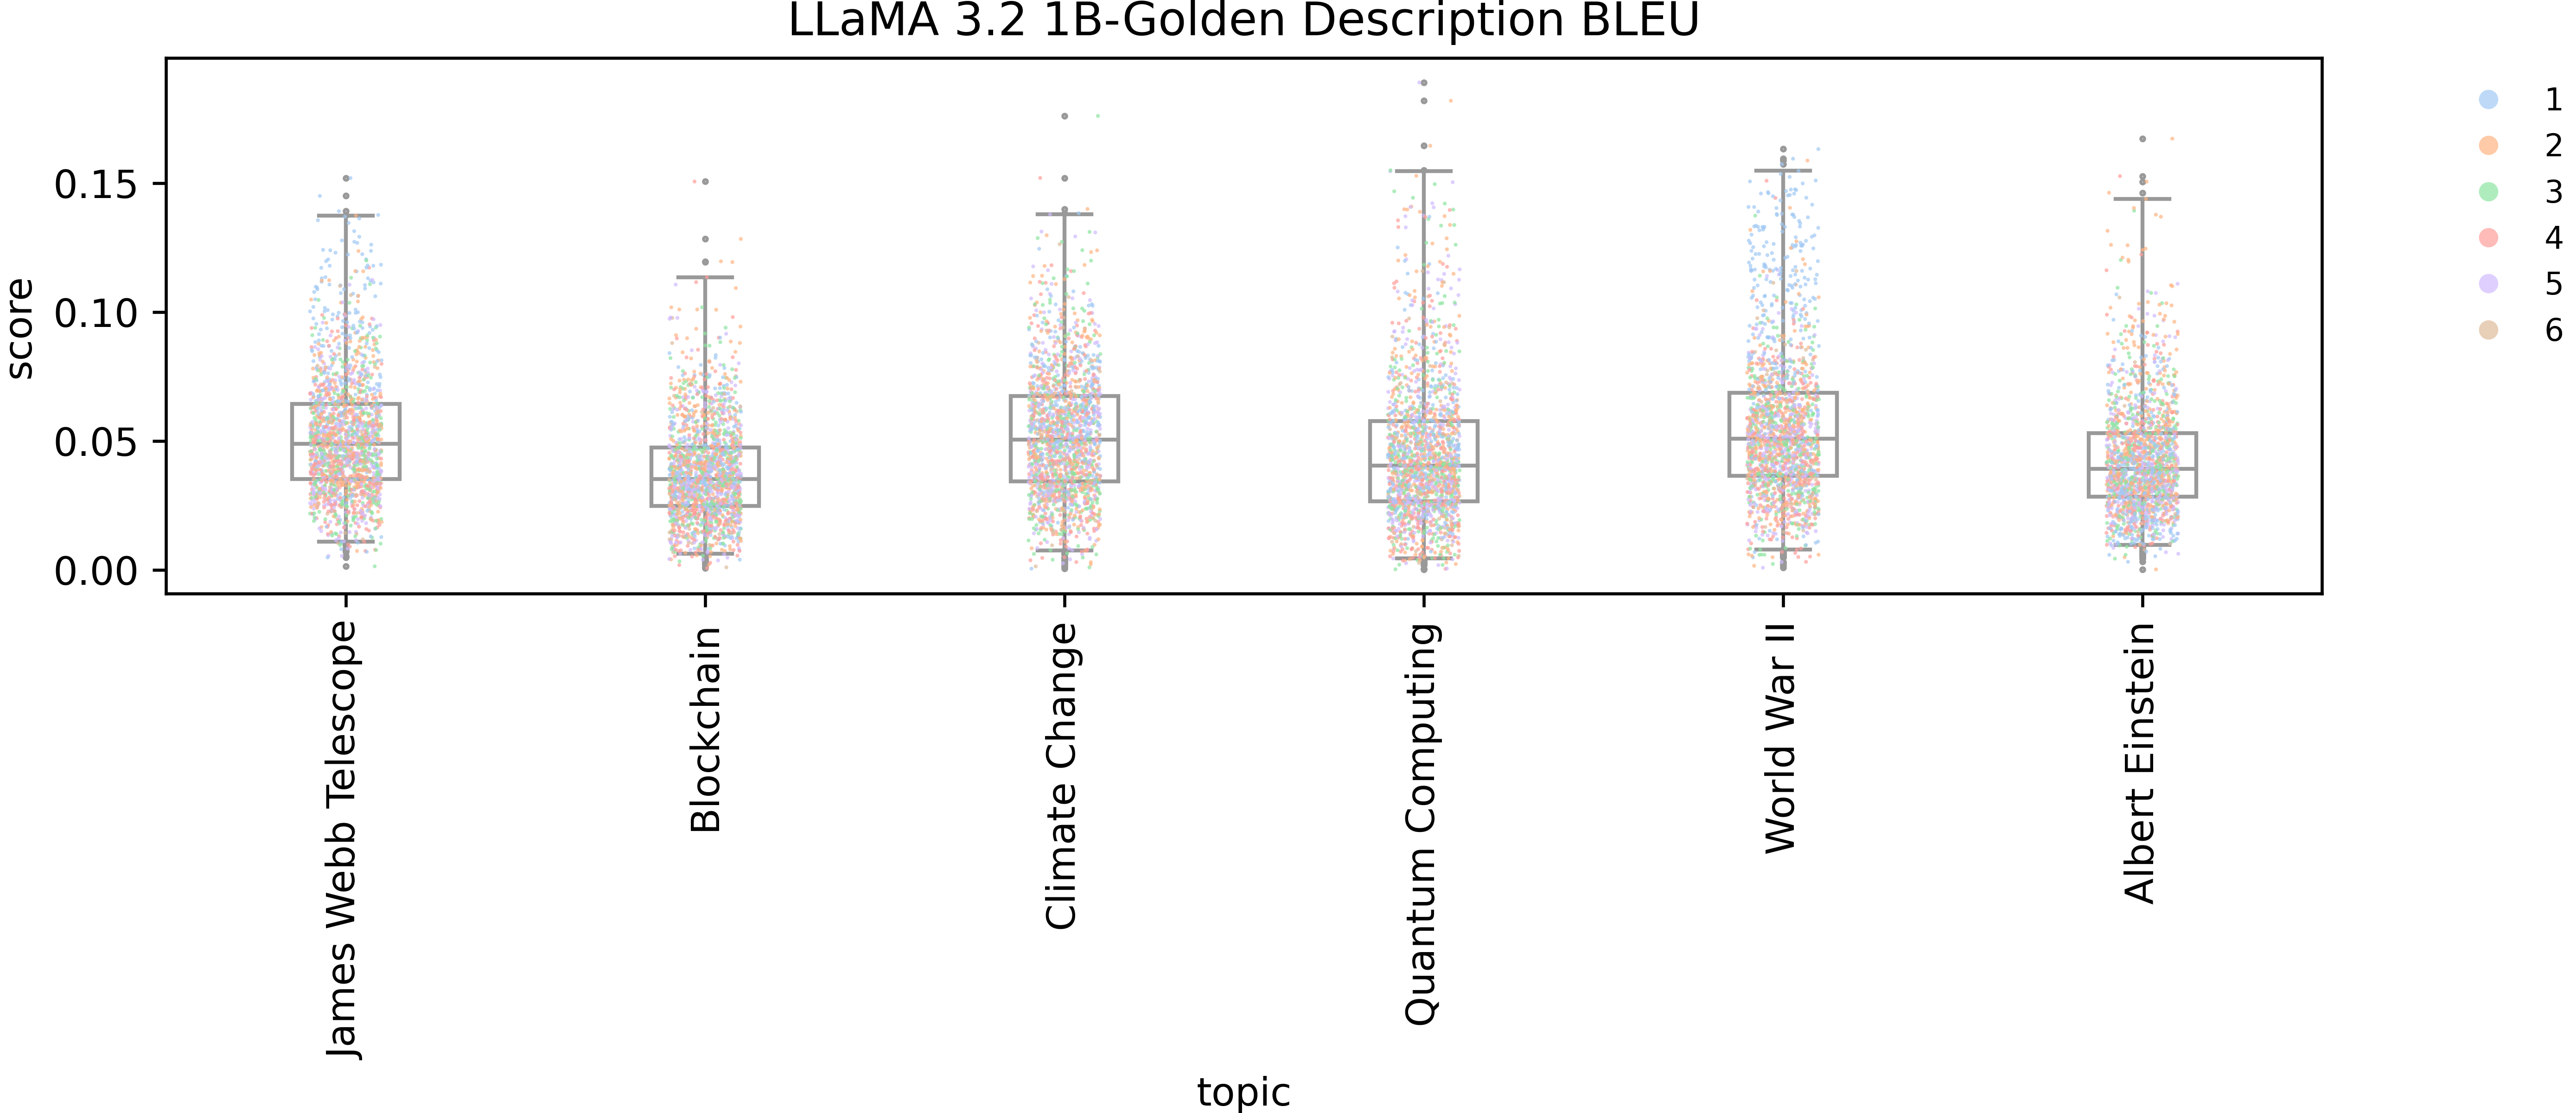 LLaMA 3.2 1B-Golden Description BLEU
score
0.15
0.10
0.05
0.00
1
2
3
4
5
6
James Webb Telescope
Blockchain
Climate Change
Quantum Computing
World War II
Albert Einstein
topic